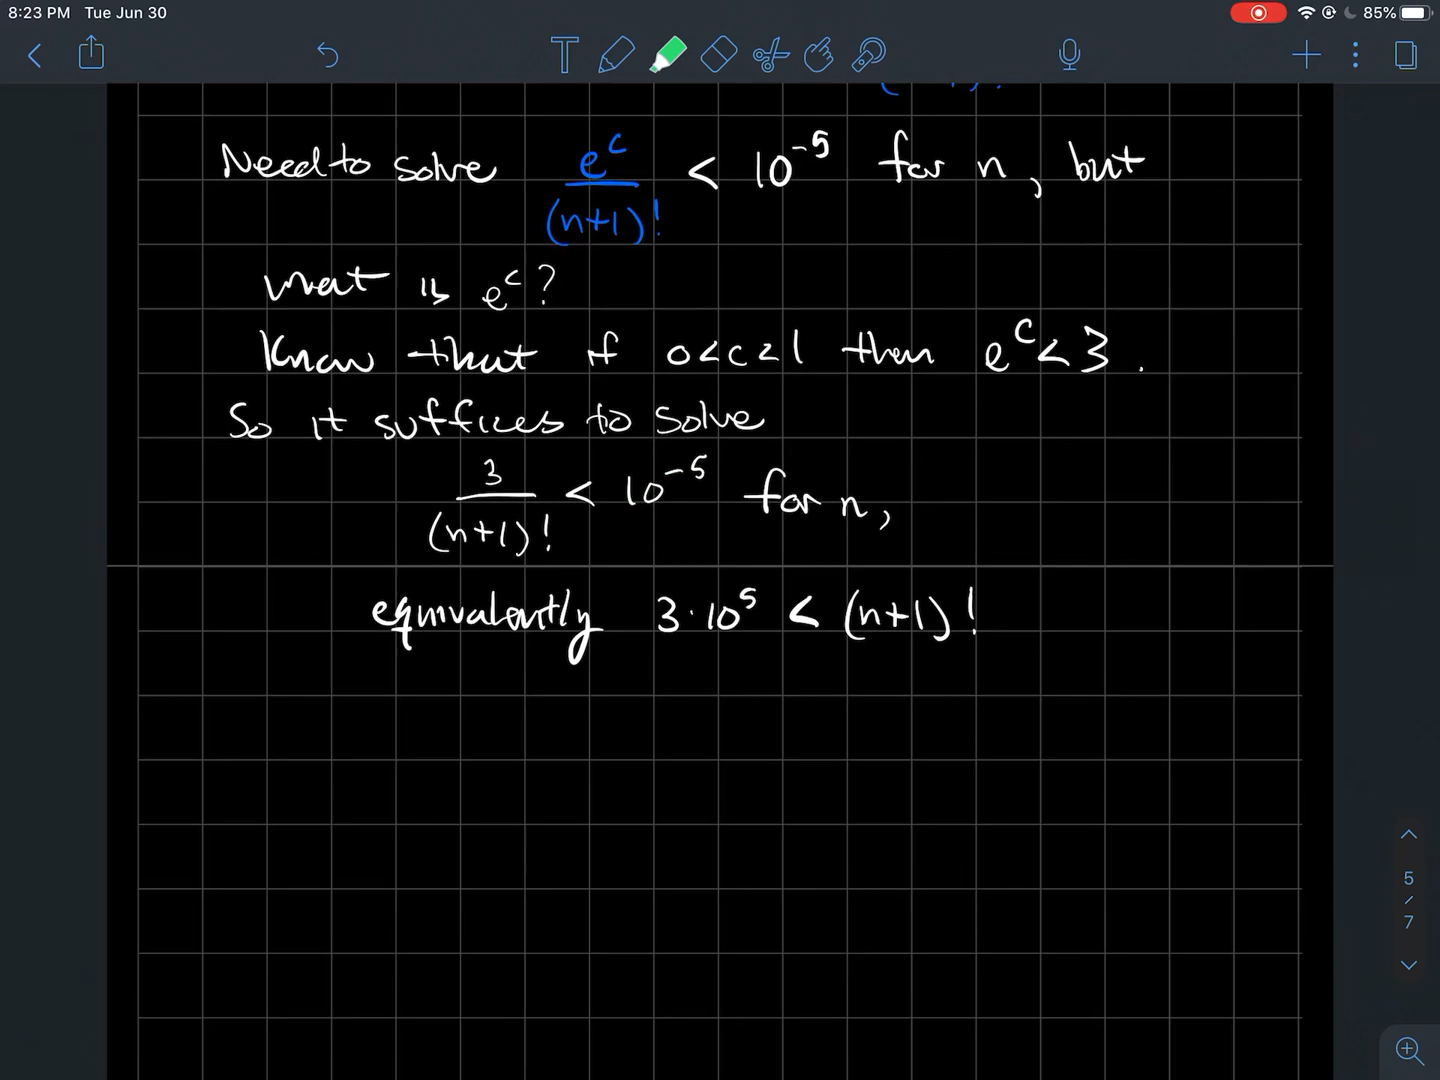 8:23 PM Tue Jun 30 85%
T
Need to solve e^c/(n+1)! < 10^-5 for n, but
what is e^c?
Know that if 0<c<1 then e^c<3.
So it suffices to solve
3/(n+1)! < 10^-5 for n,
equivalently 3·10^5 < (n+1)!
5
/
7